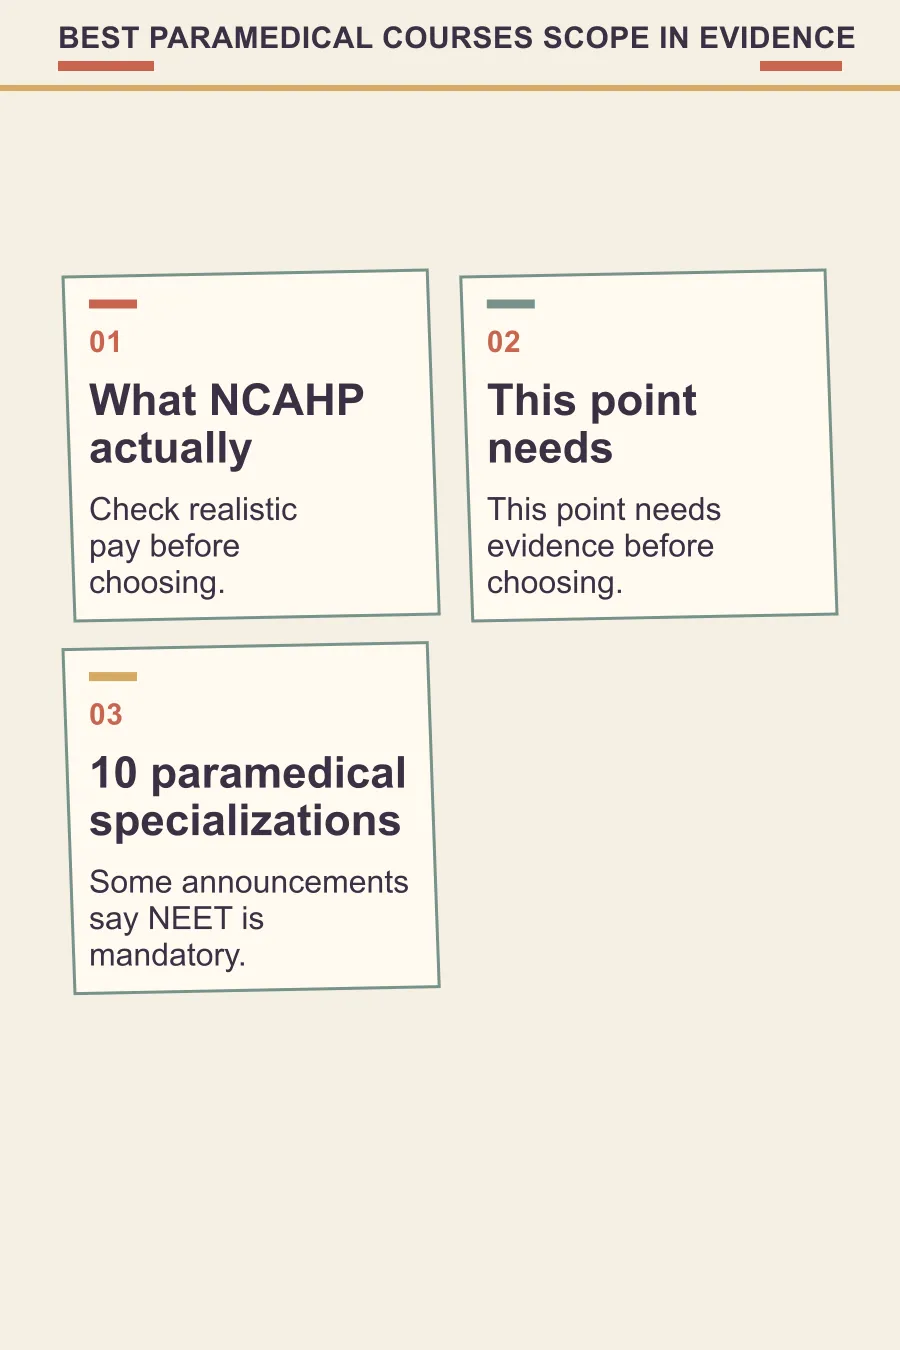 BEST PARAMEDICAL COURSES SCOPE IN EVIDENCE
01
What NCAHP
actually
Check realistic
pay before
choosing.
02
This point
needs
This point needs
evidence before
choosing.
03
10 paramedical
specializations
Some announcements
say NEET is
mandatory.